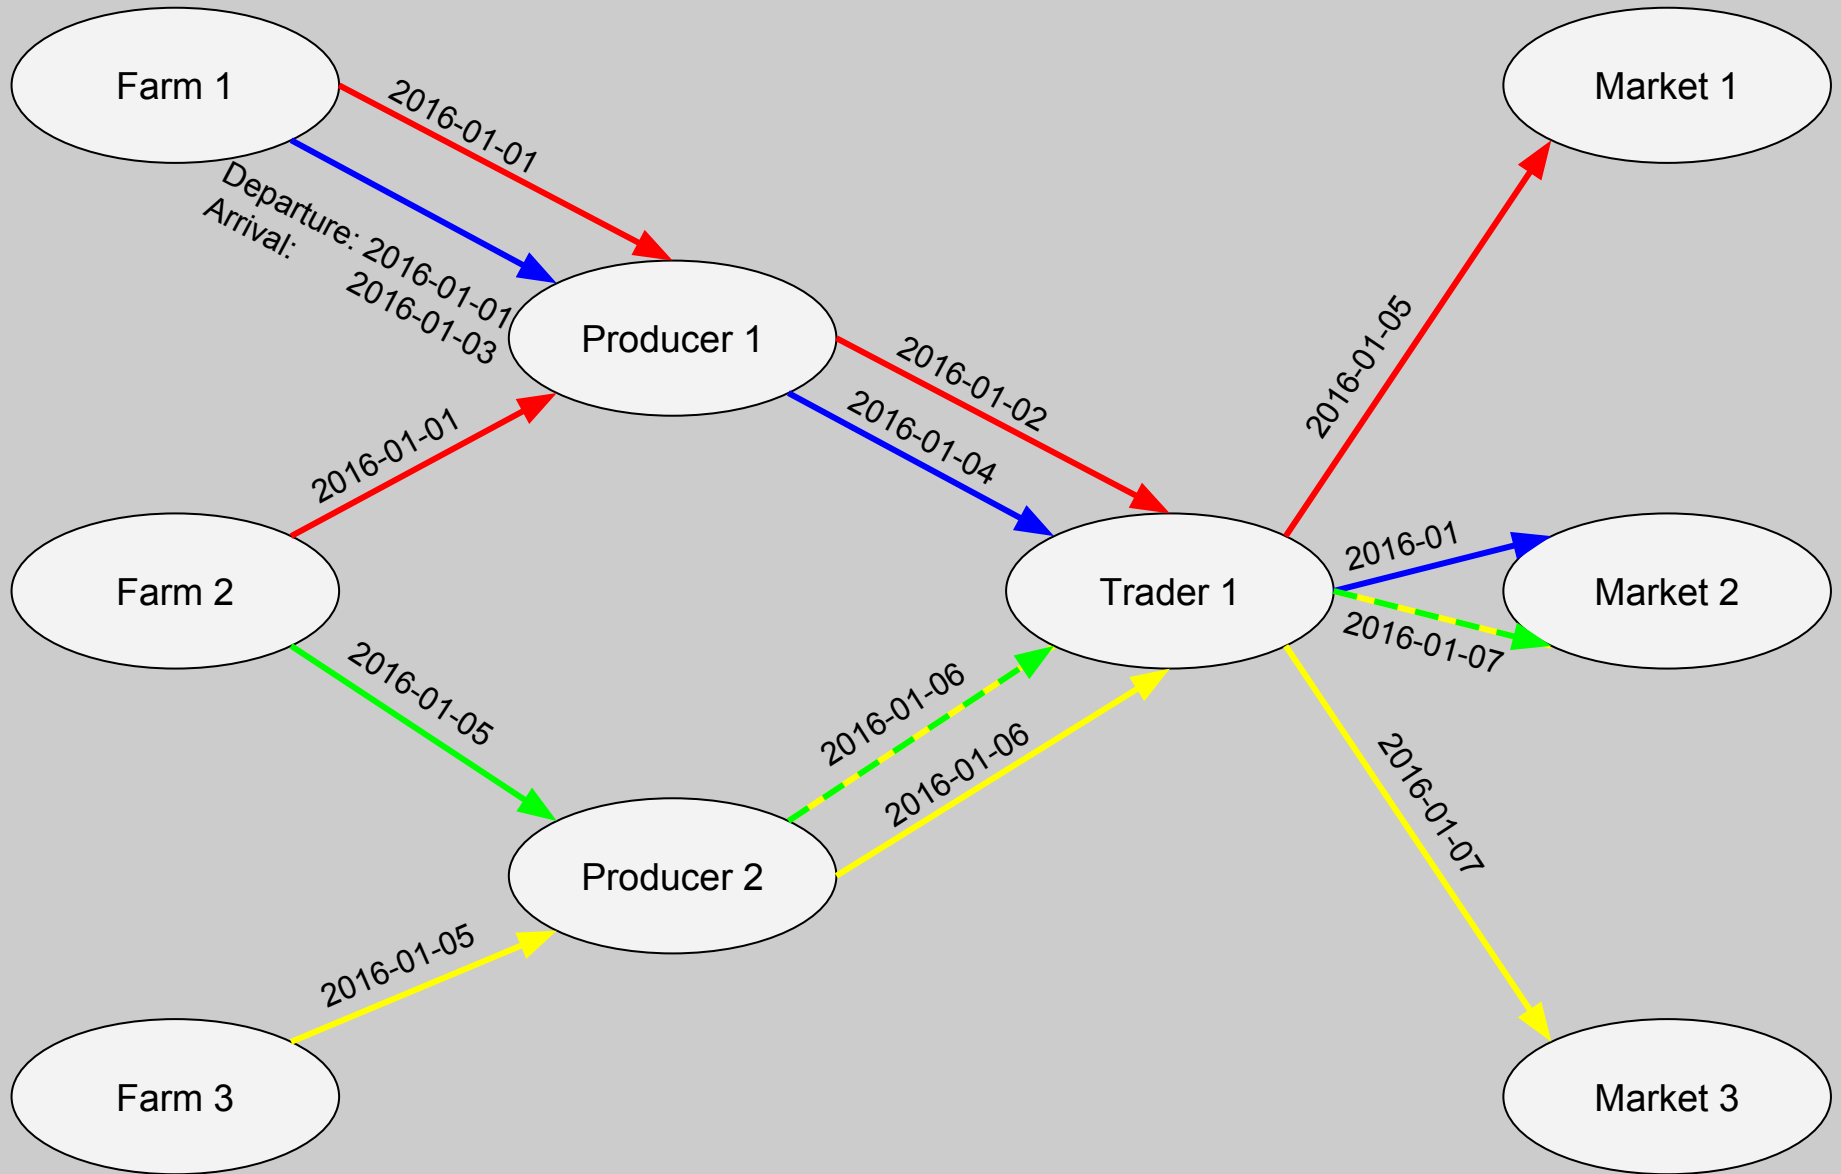 Farm 1
Market 1
2016-01-01
Departure: 2016-01-01
Arrival:
2016-01-03
Producer 1
2016-01-02
2016-01-04
2016-01-05
2016-01-01
Farm 2
Trader 1
2016-01
2016-01-07
Market 2
2016-01-05
2016-01-06
2016-01-06
2016-01-07
Producer 2
2016-01-05
Farm 3
Market 3